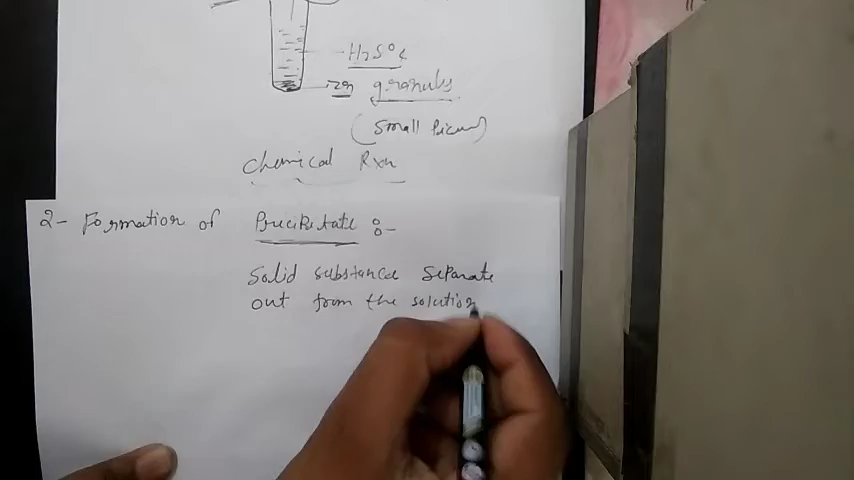 H2SO4
Zn granules
(Small Pieces)
Chemical Rxn
2- Formation of Precipitate :-
Solid substance separate
out from the solution